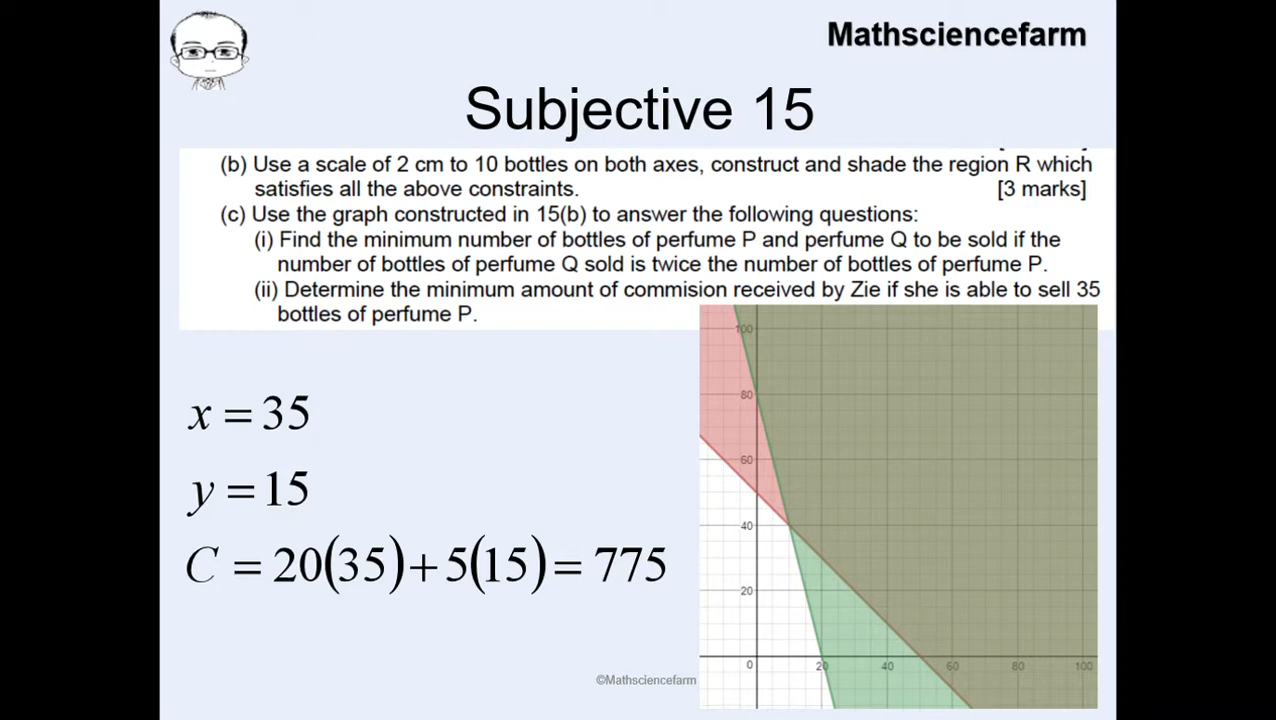 Mathsciencefarm
Subjective 15
(b) Use a scale of 2 cm to 10 bottles on both axes, construct and shade the region R which
satisfies all the above constraints. [3 marks]
(c) Use the graph constructed in 15(b) to answer the following questions:
(i) Find the minimum number of bottles of perfume P and perfume Q to be sold if the
number of bottles of perfume Q sold is twice the number of bottles of perfume P.
(ii) Determine the minimum amount of commision received by Zie if she is able to sell 35
bottles of perfume P.
x = 35
y = 15
C = 20(35) + 5(15) = 775
100
80
60
40
20
0 20 40 60 80 100
©Mathsciencefarm